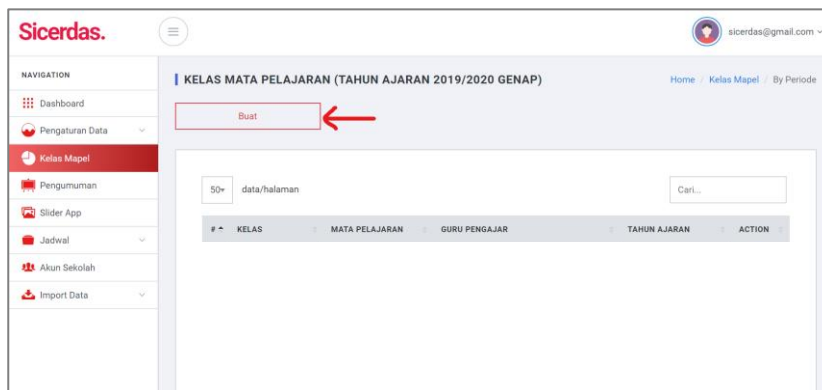 Sicerdas.
sicerdas@gmail.com
NAVIGATION
Dashboard
Pengaturan Data
Kelas Mapel
Pengumuman
Slider App
Jadwal
Akun Sekolah
Import Data
KELAS MATA PELAJARAN (TAHUN AJARAN 2019/2020 GENAP)
Home / Kelas Mapel / By Periode
Buat
50 data/halaman
Cari...
# KELAS MATA PELAJARAN GURU PENGAJAR TAHUN AJARAN ACTION